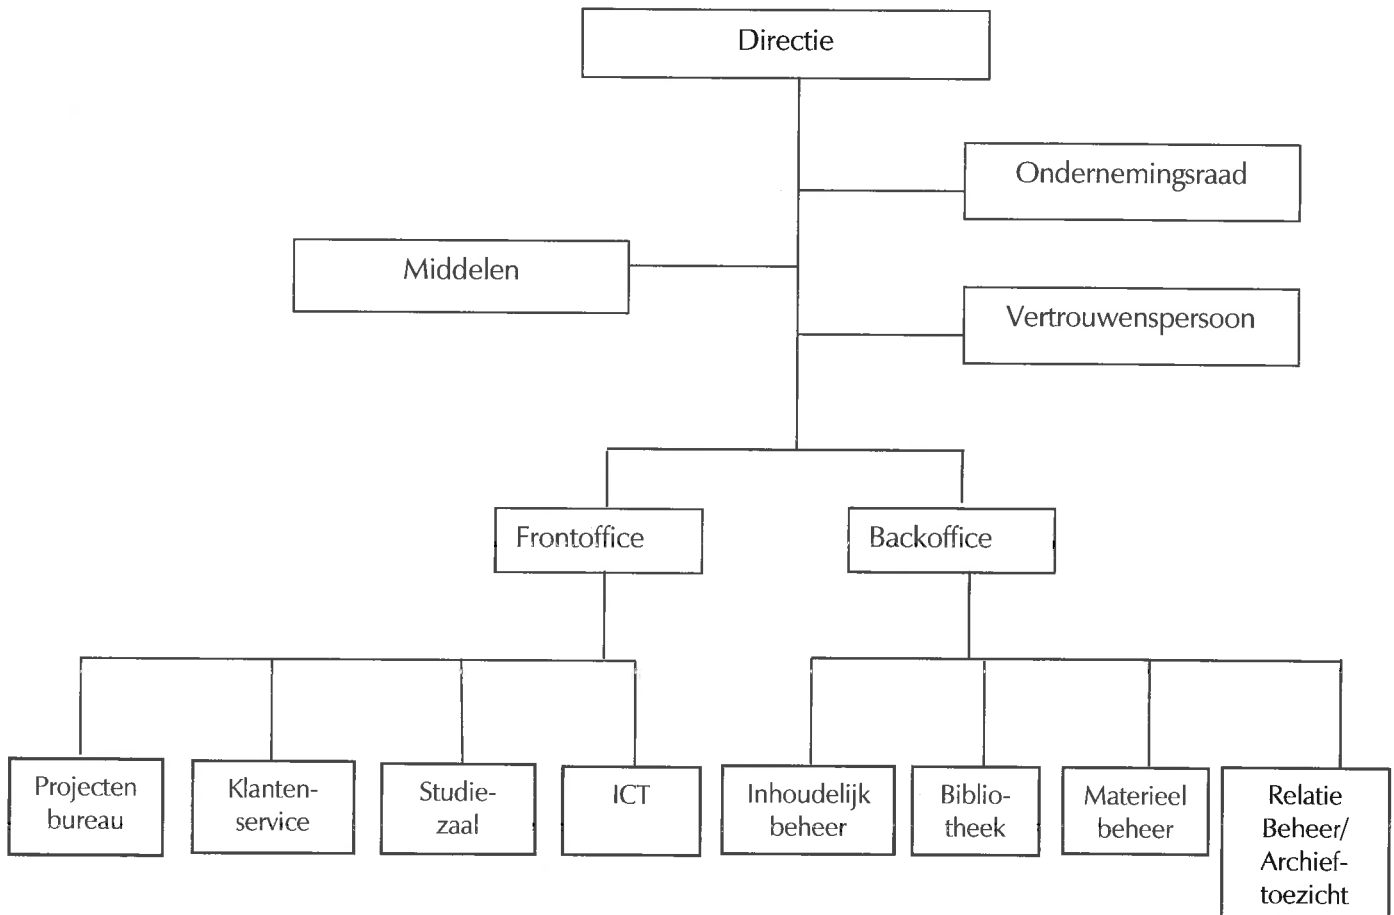 Directie
Ondernemingsraad
Middelen
Vertrouwenspersoon
Frontoffice
Backoffice
Projecten
bureau
Klanten-
service
Studie-
zaal
ICT
Inhoudelijk
beheer
Biblio-
theek
Materieel
beheer
Relatie
Beheer/
Archief-
toezicht